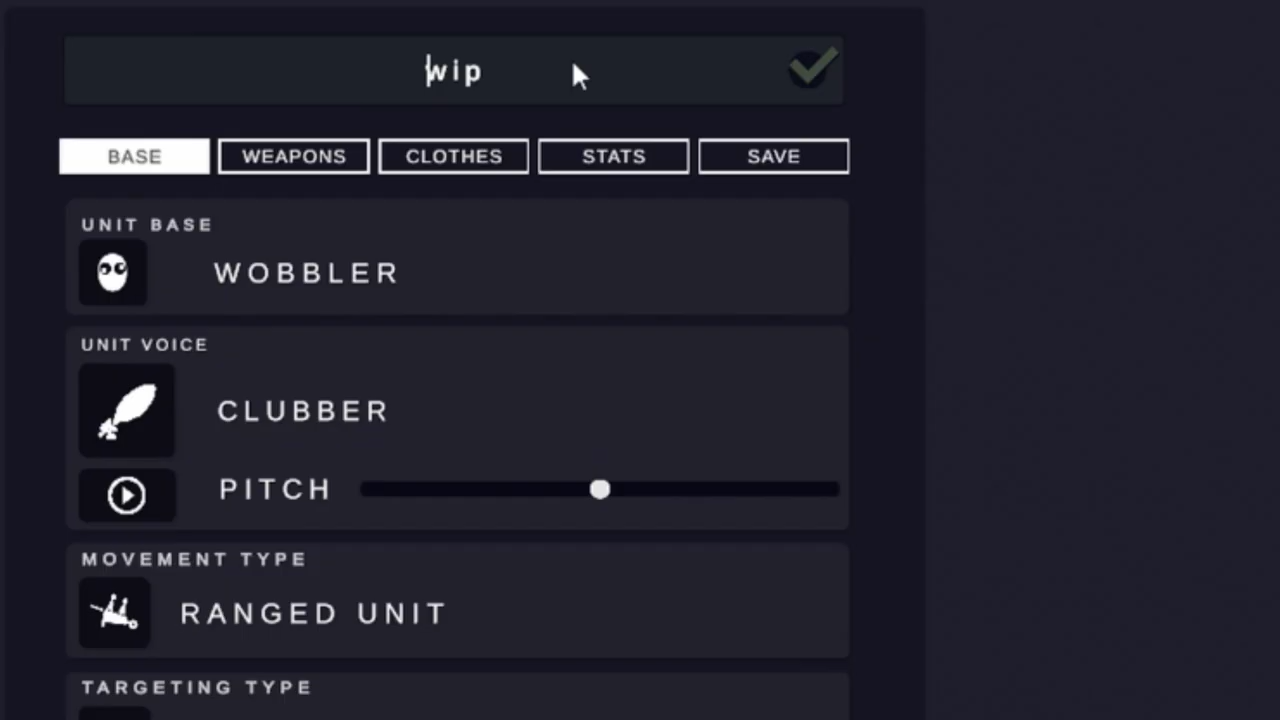 wip
BASE WEAPONS CLOTHES STATS SAVE
UNIT BASE
WOBBLER
UNIT VOICE
CLUBBER
PITCH
MOVEMENT TYPE
RANGED UNIT
TARGETING TYPE